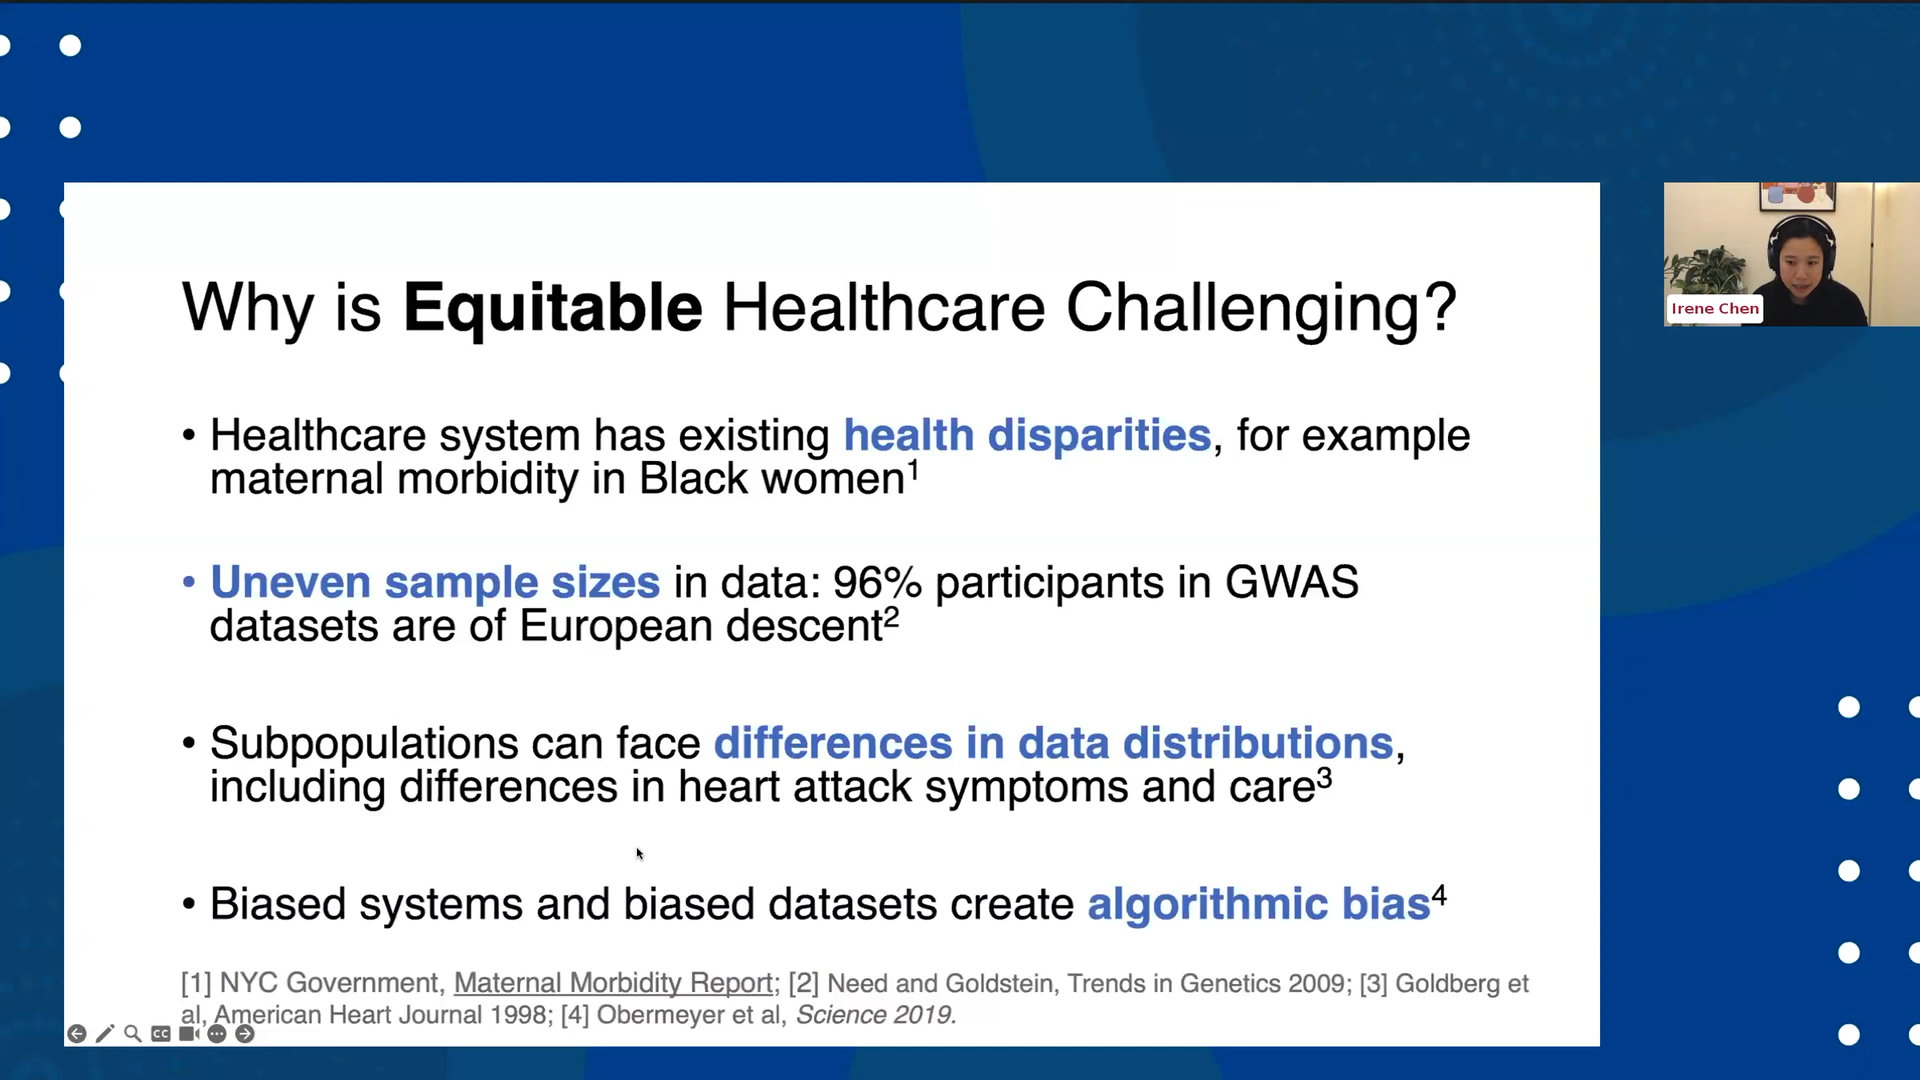 Why is Equitable Healthcare Challenging?
Irene Chen
• Healthcare system has existing health disparities, for example
maternal morbidity in Black women¹
• Uneven sample sizes in data: 96% participants in GWAS
datasets are of European descent²
• Subpopulations can face differences in data distributions,
including differences in heart attack symptoms and care³
• Biased systems and biased datasets create algorithmic bias⁴
[1] NYC Government, Maternal Morbidity Report; [2] Need and Goldstein, Trends in Genetics 2009; [3] Goldberg et
al, American Heart Journal 1998; [4] Obermeyer et al, Science 2019.
CC